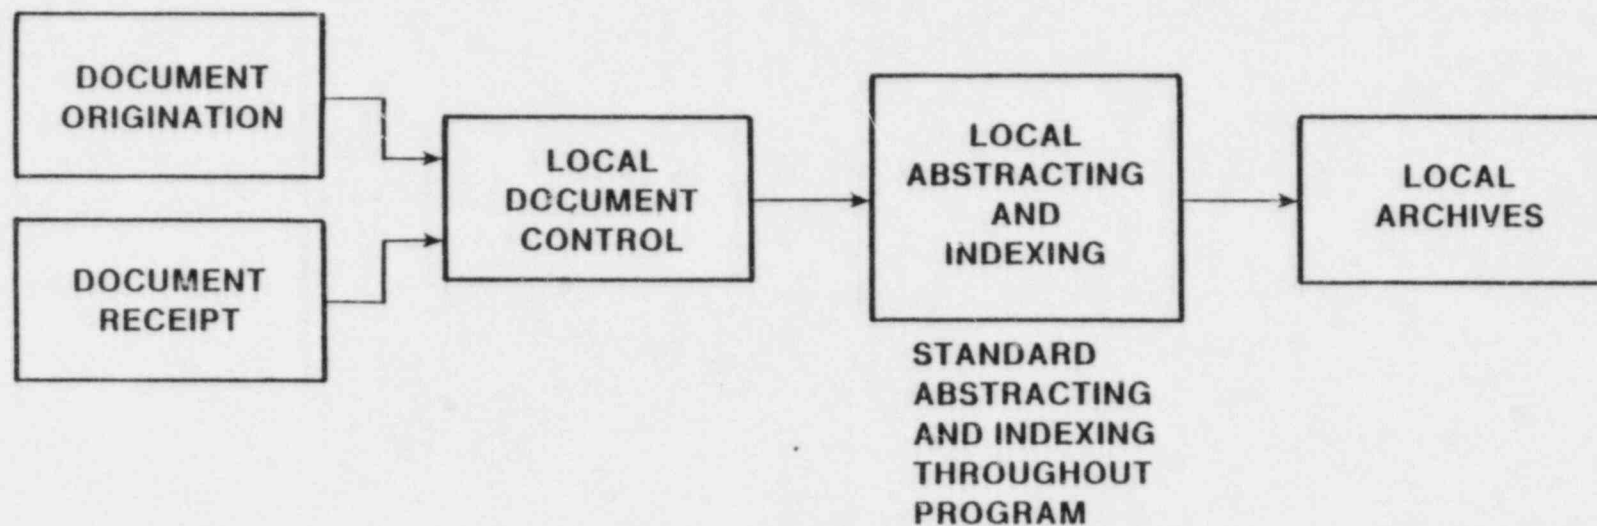 DOCUMENT
ORIGINATION
DOCUMENT
RECEIPT
LOCAL
DOCUMENT
CONTROL
LOCAL
ABSTRACTING
AND
INDEXING
STANDARD
ABSTRACTING
AND INDEXING
THROUGHOUT
PROGRAM
LOCAL
ARCHIVES